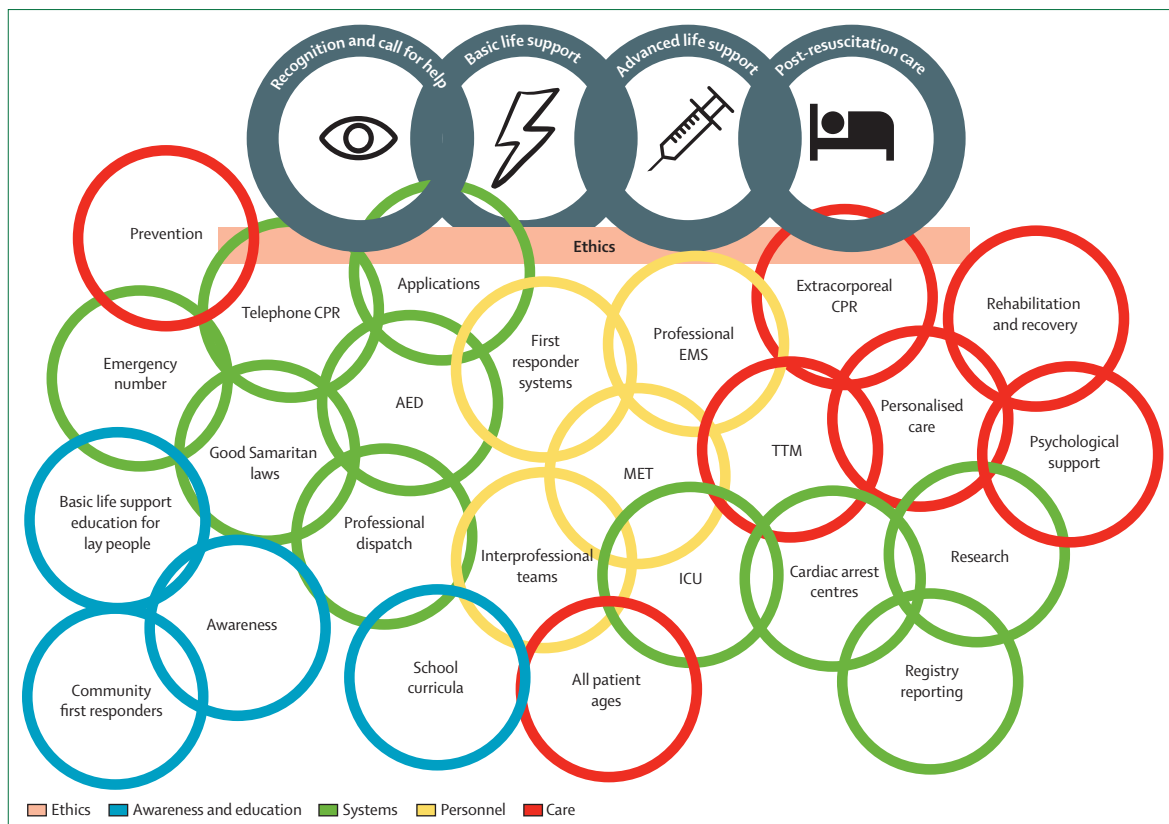 Recognition and call for help
Basic life support
Advanced life support
Post-resuscitation care
Ethics
Prevention
Telephone CPR
Applications
Emergency
number
AED
Good Samaritan
laws
Professional
dispatch
Basic life support
education for
lay people
Awareness
Community
first responders
School
curricula
First
responder
systems
Professional
EMS
MET
Interprofessional
teams
ICU
All patient
ages
Extracorporeal
CPR
TTM
Personalised
care
Rehabilitation
and recovery
Psychological
support
Cardiac arrest
centres
Research
Registry
reporting
Ethics
Awareness and education
Systems
Personnel
Care